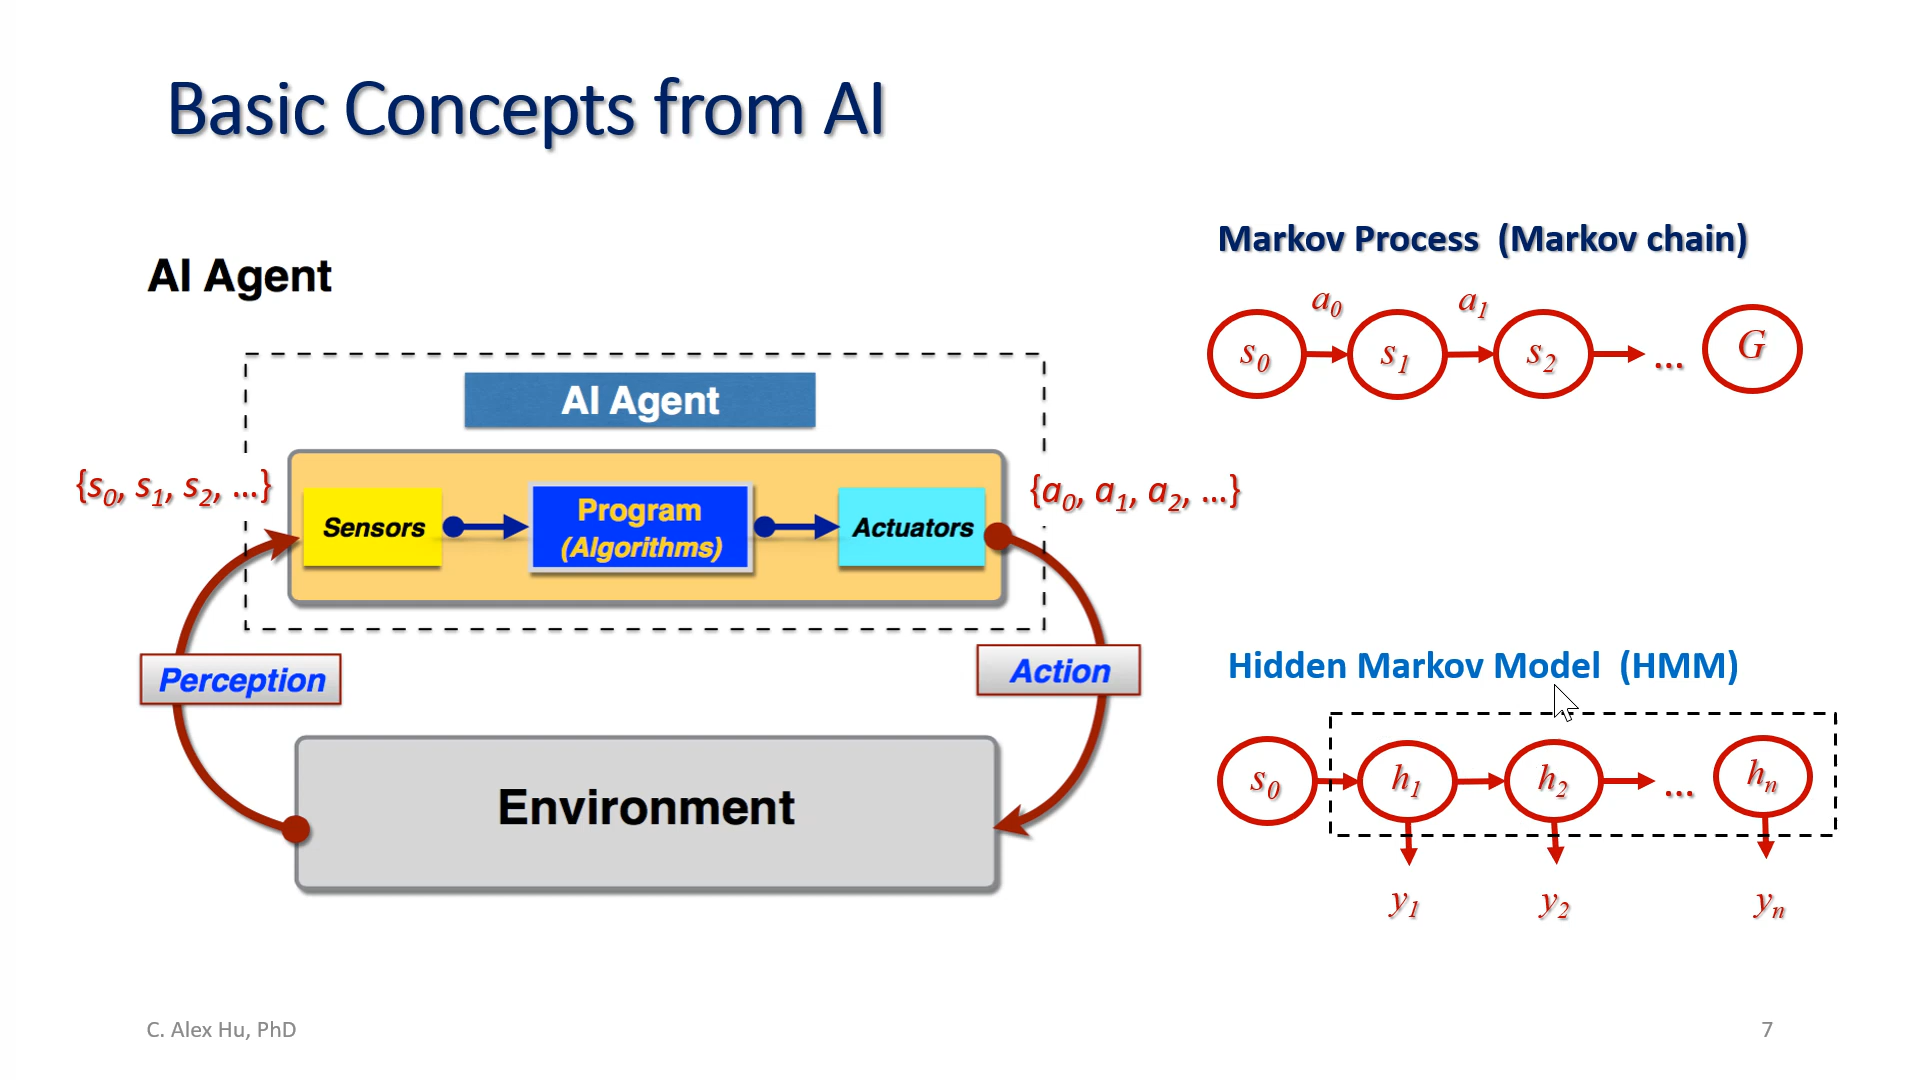 Basic Concepts from AI
AI Agent
AI Agent
{s0, s1, s2, ...}
Sensors
Program
(Algorithms)
Actuators
{a0, a1, a2, ...}
Perception
Action
Environment
Markov Process (Markov chain)
a0 a1
s0 s1 s2 ... G
Hidden Markov Model (HMM)
s0 h1 h2 ... hn
y1 y2 yn
C. Alex Hu, PhD
7